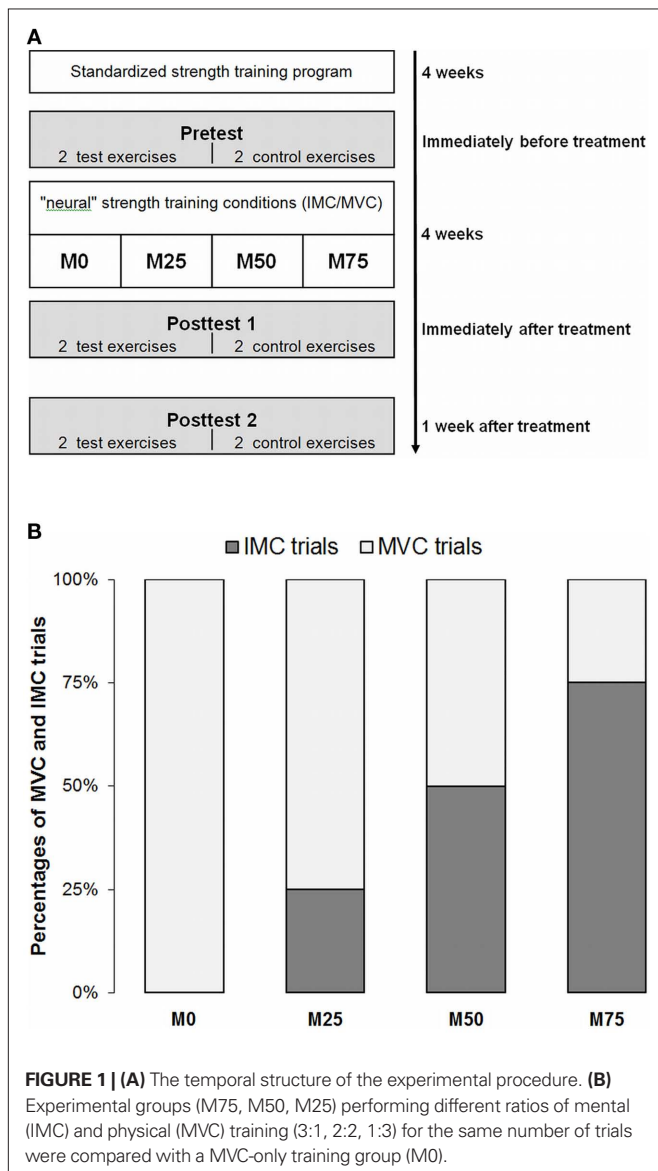 A
Standardized strength training program
4 weeks
Pretest
2 test exercises | 2 control exercises
Immediately before treatment
"neural" strength training conditions (IMC/MVC)
4 weeks
M0 M25 M50 M75
Posttest 1
2 test exercises | 2 control exercises
Immediately after treatment
Posttest 2
2 test exercises | 2 control exercises
1 week after treatment
B
IMC trials MVC trials
Percentages of MVC and IMC trials
100%
75%
50%
25%
0%
M0 M25 M50 M75
FIGURE 1 | (A) The temporal structure of the experimental procedure. (B)
Experimental groups (M75, M50, M25) performing different ratios of mental
(IMC) and physical (MVC) training (3:1, 2:2, 1:3) for the same number of trials
were compared with a MVC-only training group (M0).